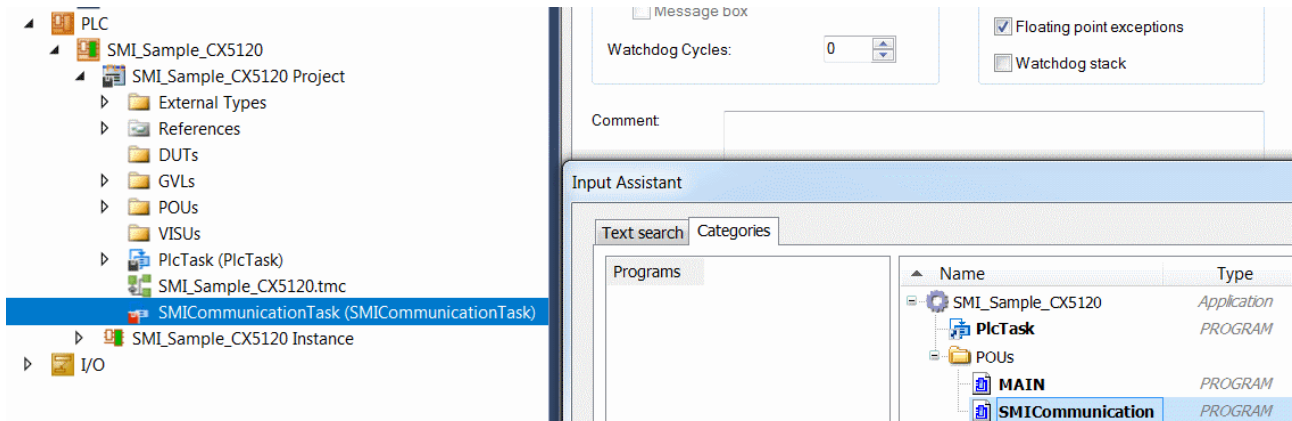 PLC
SMI_Sample_CX5120
SMI_Sample_CX5120 Project
External Types
References
DUTs
GVLs
POUs
VISUs
PlcTask (PlcTask)
SMI_Sample_CX5120.tmc
SMICommunicationTask (SMICommunicationTask)
SMI_Sample_CX5120 Instance
I/O
Message box
Watchdog Cycles: 0
Floating point exceptions
Watchdog stack
Comment:
Input Assistant
Text search Categories
Programs
Name Type
SMI_Sample_CX5120 Application
PlcTask PROGRAM
POUs
MAIN PROGRAM
SMICommunication PROGRAM